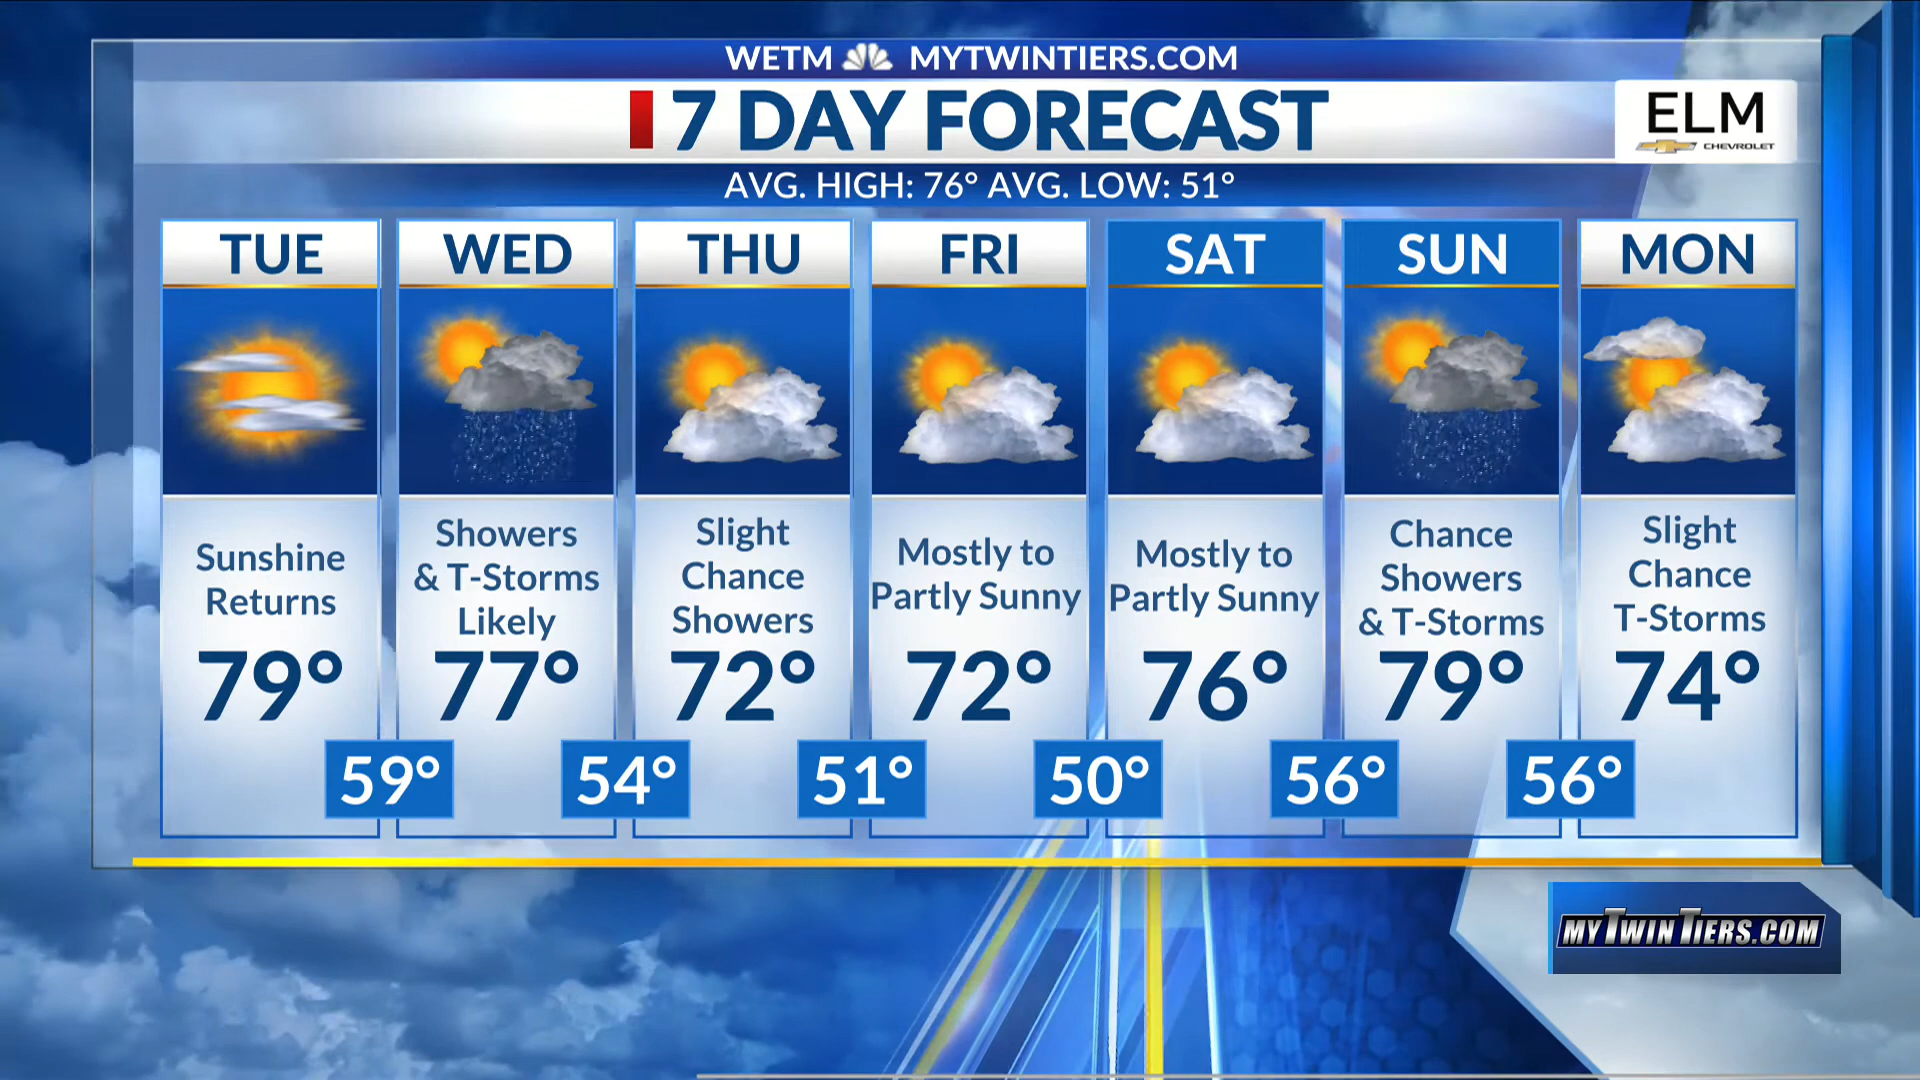 WETM MYTWINTIERS.COM
7 DAY FORECAST
ELM
CHEVROLET
AVG. HIGH: 76° AVG. LOW: 51°
TUE
WED
THU
FRI
SAT
SUN
MON
Sunshine
Returns
79°
Showers
& T-Storms
Likely
77°
Slight
Chance
Showers
72°
Mostly to
Partly Sunny
72°
Mostly to
Partly Sunny
76°
Chance
Showers
& T-Storms
79°
Slight
Chance
T-Storms
74°
59°
54°
51°
50°
56°
56°
MYTWINTIERS.COM